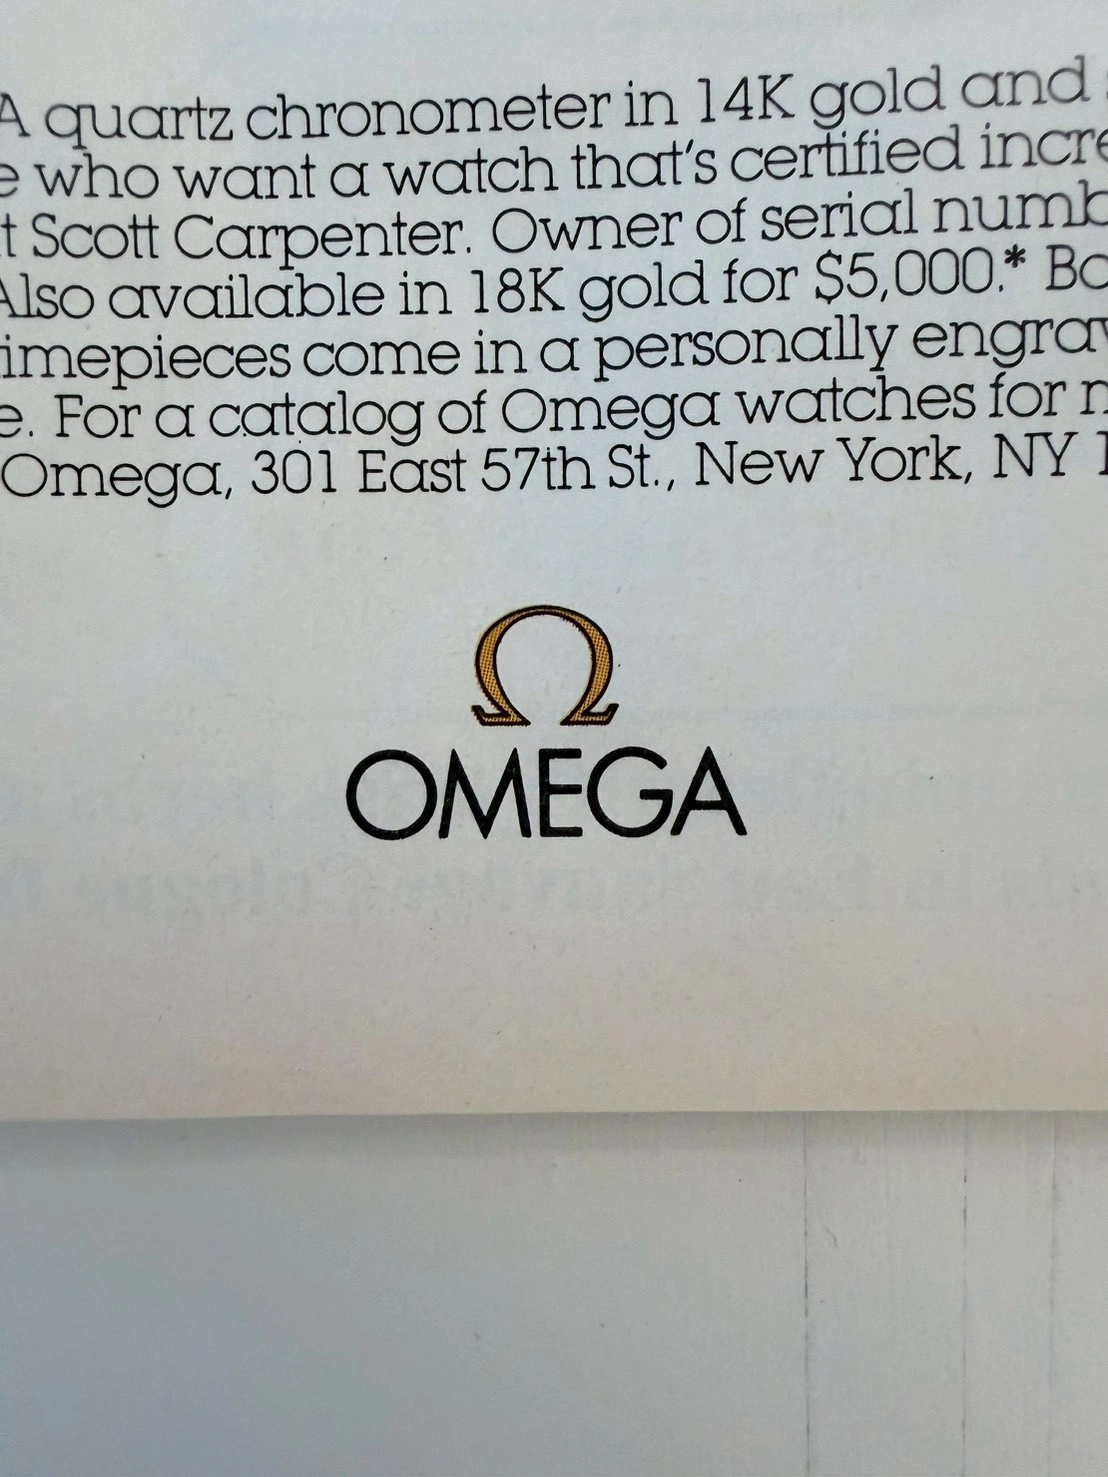 A quartz chronometer in 14K gold and
who want a watch that's certified incre
t Scott Carpenter. Owner of serial numb
Also available in 18K gold for $5,000.* Bo
imepieces come in a personally engrav
e. For a catalog of Omega watches for m
Omega, 301 East 57th St., New York, NY 1
Ω
OMEGA